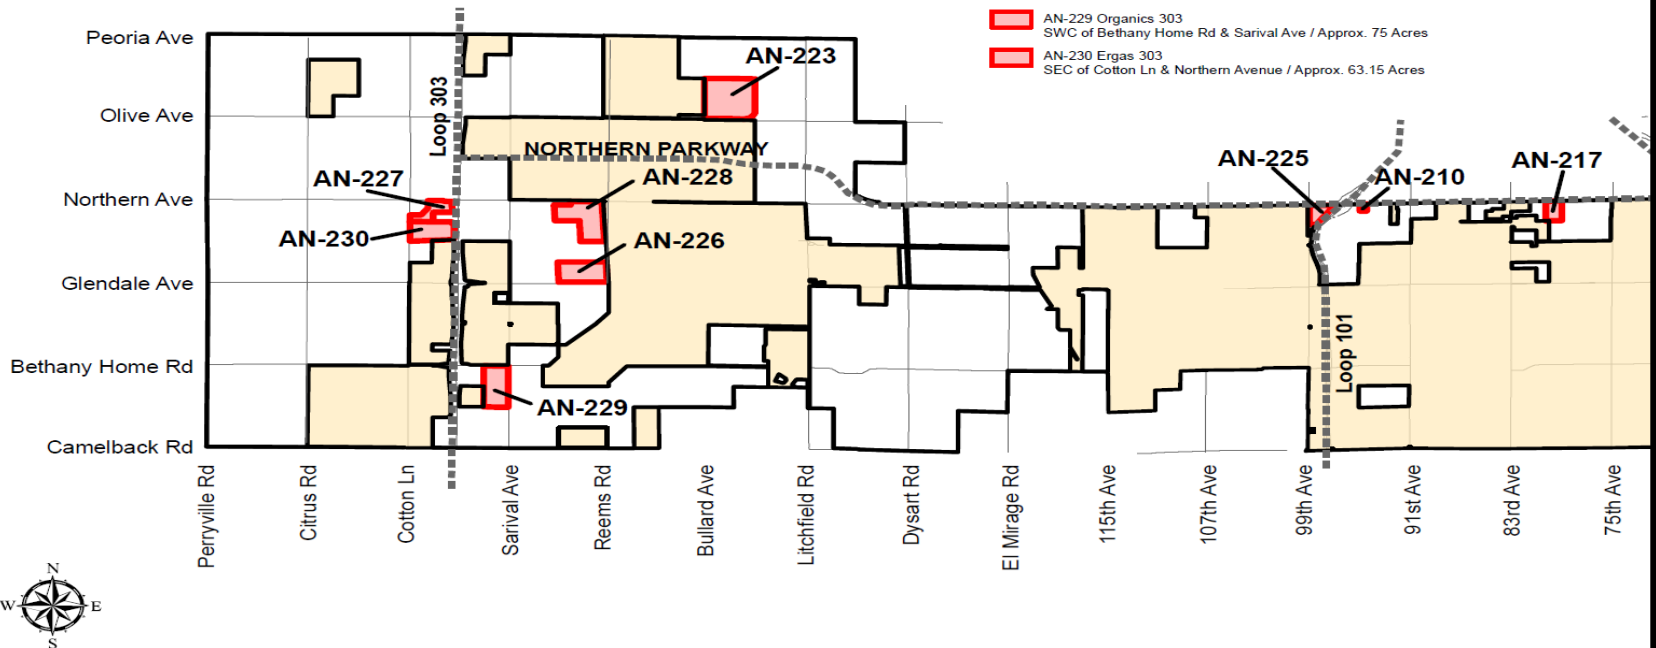 AN-229 Organics 303
SWC of Bethany Home Rd & Sarival Ave / Approx. 75 Acres
AN-230 Ergas 303
SEC of Cotton Ln & Northern Avenue / Approx. 63.15 Acres
Peoria Ave
Olive Ave
Northern Ave
Glendale Ave
Bethany Home Rd
Camelback Rd
Loop 303
AN-223
NORTHERN PARKWAY
AN-227
AN-228
AN-230
AN-226
AN-229
AN-225
AN-210
AN-217
Loop 101
Perryville Rd
Citrus Rd
Cotton Ln
Sarival Ave
Reems Rd
Bullard Ave
Litchfield Rd
Dysart Rd
El Mirage Rd
115th Ave
107th Ave
99th Ave
91st Ave
83rd Ave
75th Ave
N
W
E
S